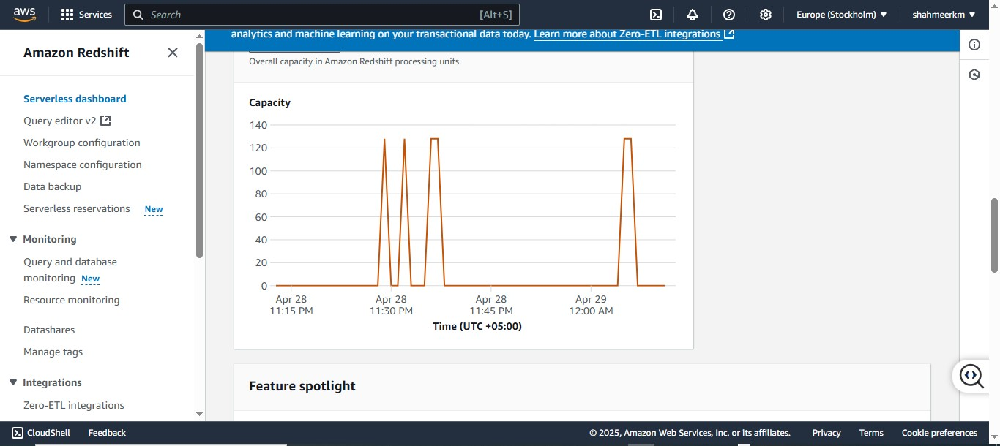 aws
Services
Search
[Alt+S]
Europe (Stockholm)
shahmeerkm
Amazon Redshift
Serverless dashboard
Query editor v2
Workgroup configuration
Namespace configuration
Data backup
Serverless reservations New
Monitoring
Query and database
monitoring New
Resource monitoring
Datashares
Manage tags
Integrations
Zero-ETL integrations
analytics and machine learning on your transactional data today. Learn more about Zero-ETL integrations
Overall capacity in Amazon Redshift processing units.
Capacity
140
120
100
80
60
40
20
0
Apr 28 Apr 28 Apr 28 Apr 29
11:15 PM 11:30 PM 11:45 PM 12:00 AM
Time (UTC +05:00)
Feature spotlight
CloudShell
Feedback
© 2025, Amazon Web Services, Inc. or its affiliates.
Privacy
Terms
Cookie preferences